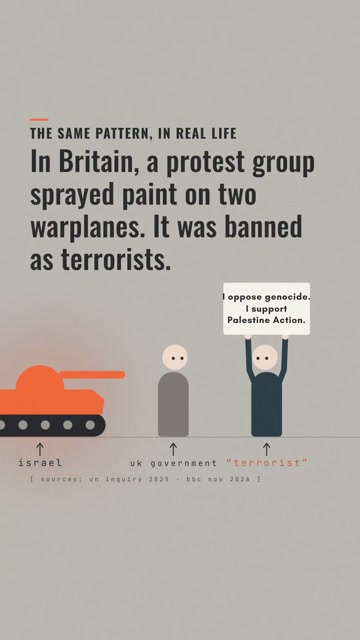 THE SAME PATTERN, IN REAL LIFE
In Britain, a protest group
sprayed paint on two
warplanes. It was banned
as terrorists.
I oppose genocide.
I support
Palestine Action.
israel
uk government
"terrorist"
[ sources: un inquiry 2025 · bbc nov 2026 ]